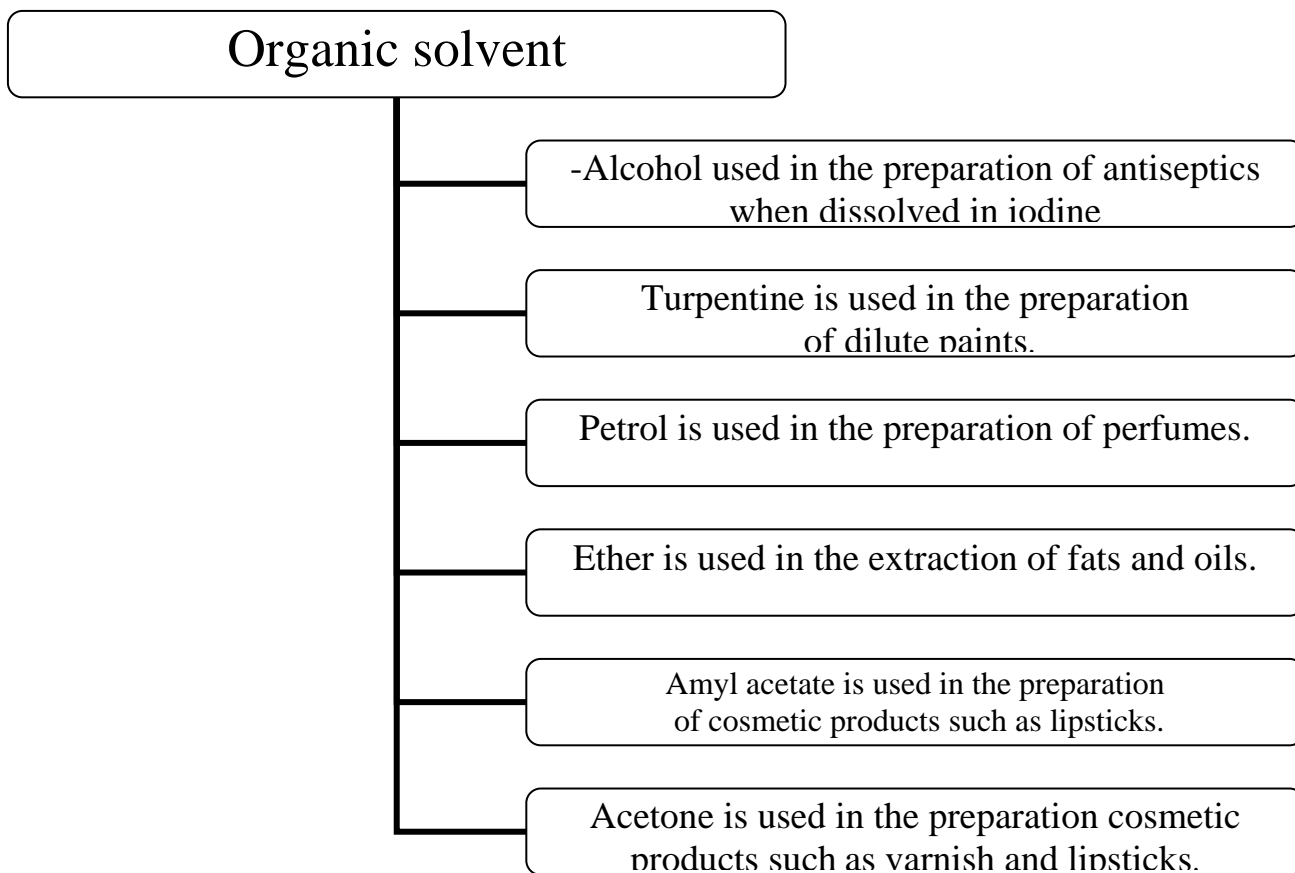 Organic solvent
-Alcohol used in the preparation of antiseptics
when dissolved in iodine
Turpentine is used in the preparation
of dilute paints.
Petrol is used in the preparation of perfumes.
Ether is used in the extraction of fats and oils.
Amyl acetate is used in the preparation
of cosmetic products such as lipsticks.
Acetone is used in the preparation cosmetic
products such as varnish and lipsticks.